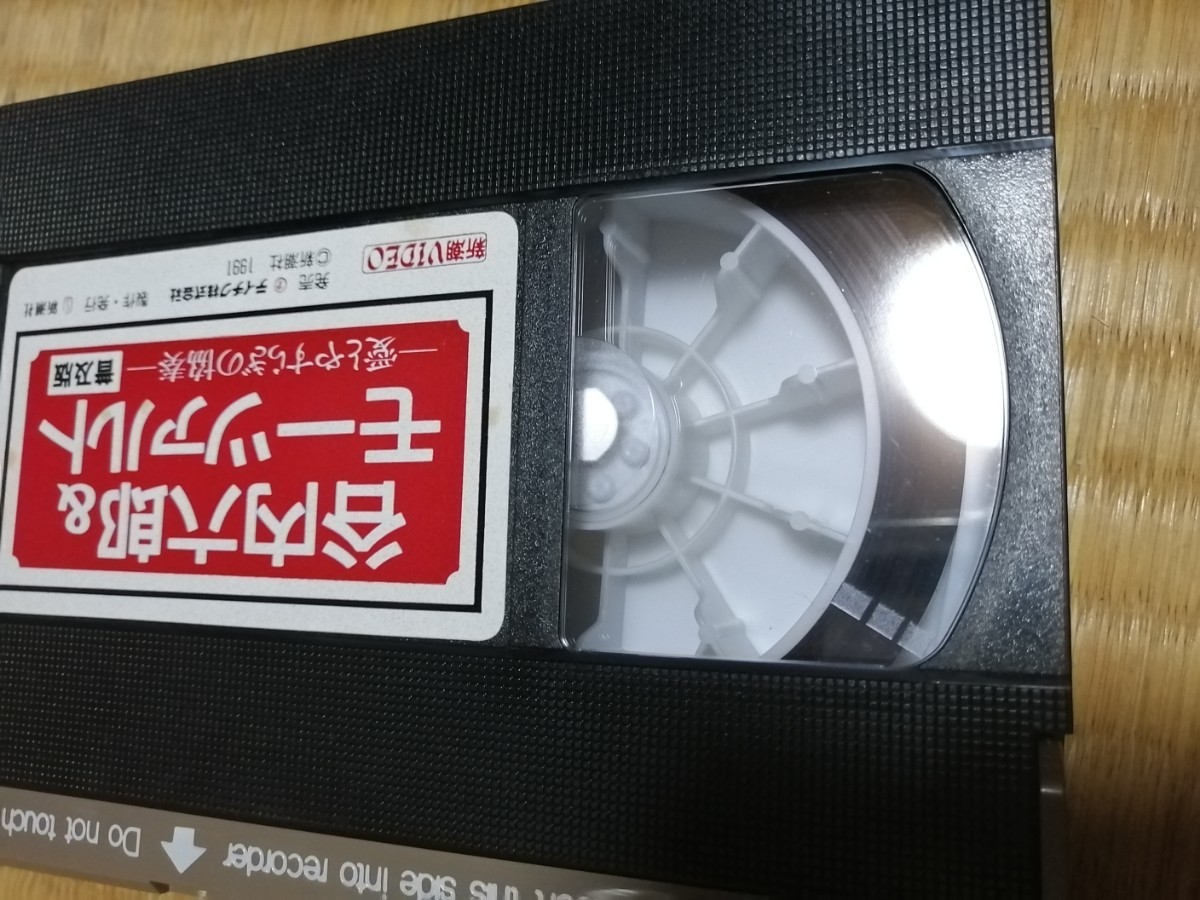 谷内六郎&
モーツァルト
―愛とやすらぎの協奏― 普及版
発売 テイチク株式会社 製作・発行 新潮社
新潮VIDEO ©新潮社 1991
this side into recorder Do not touch